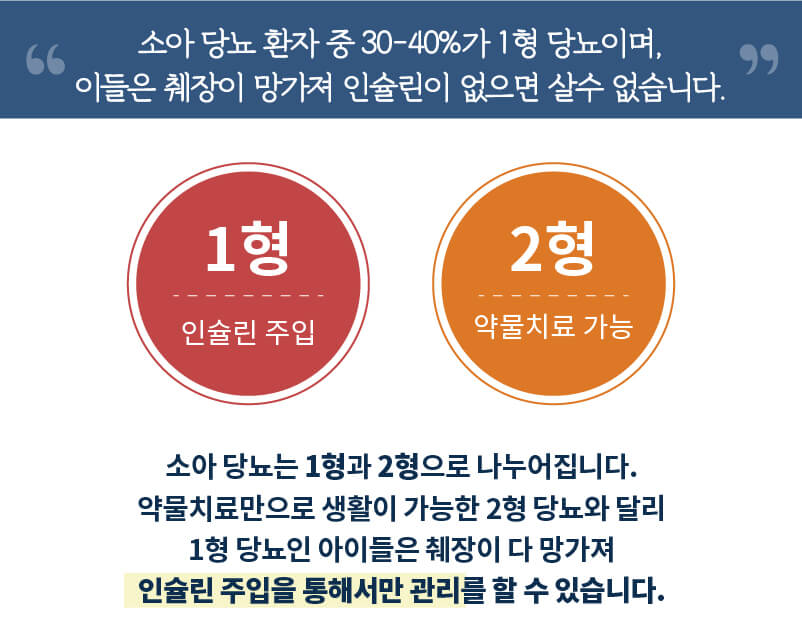 “ 소아 당뇨 환자 중 30-40%가 1형 당뇨이며, ”
이들은 췌장이 망가져 인슐린이 없으면 살수 없습니다.
1형
인슐린 주입
2형
약물치료 가능
소아 당뇨는 1형과 2형으로 나누어집니다.
약물치료만으로 생활이 가능한 2형 당뇨와 달리
1형 당뇨인 아이들은 췌장이 다 망가져
인슐린 주입을 통해서만 관리를 할 수 있습니다.